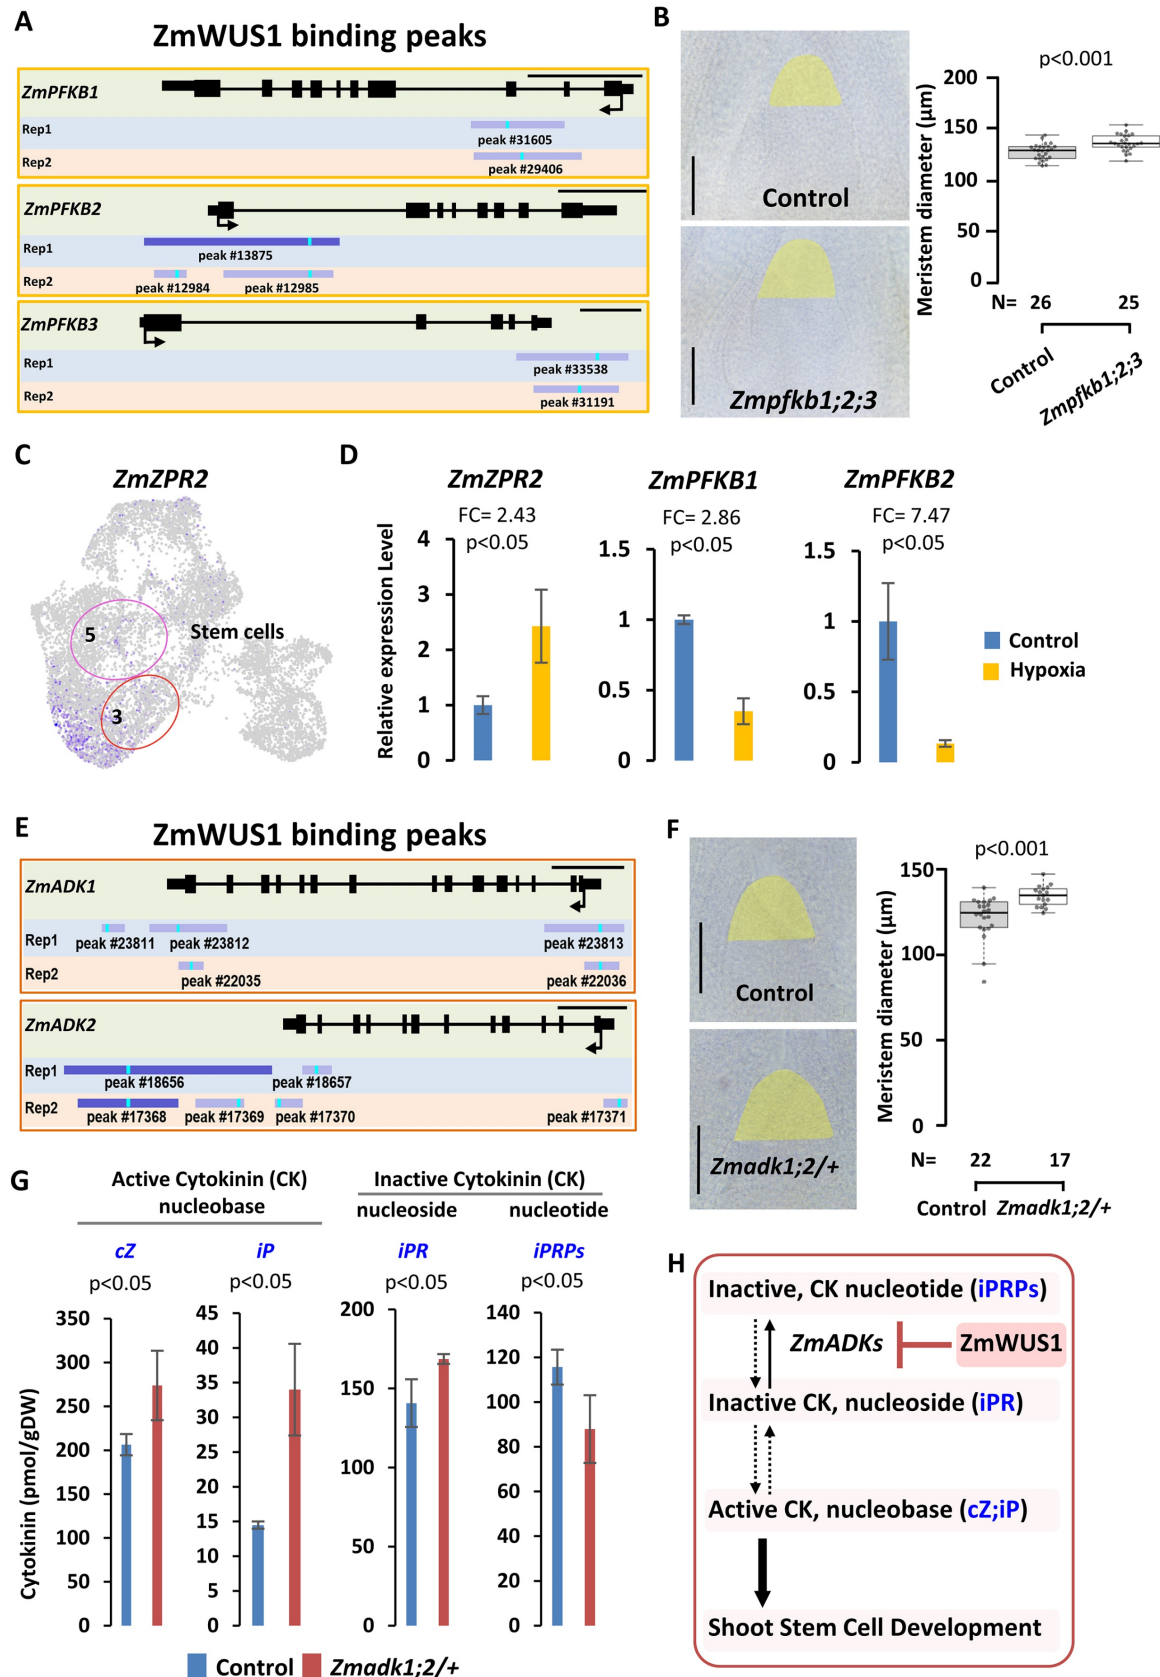 A
ZmWUS1 binding peaks
ZmPFKB1
Rep1
peak #31605
Rep2
peak #29406
ZmPFKB2
Rep1
peak #13875
Rep2
peak #12984 peak #12985
ZmPFKB3
Rep1
peak #33538
Rep2
peak #31191
B
Control
Zmpfkb1;2;3
p<0.001
Meristem diameter (µm)
200
150
100
50
0
N= 26 25
Control
Zmpfkb1;2;3
C
ZmZPR2
5
Stem cells
3
D
Relative expression Level
ZmZPR2
FC= 2.43
p<0.05
4
3
2
1
0
ZmPFKB1
FC= 2.86
p<0.05
1.5
1
0.5
0
ZmPFKB2
FC= 7.47
p<0.05
1.5
1
0.5
0
Control
Hypoxia
E
ZmWUS1 binding peaks
ZmADK1
Rep1
peak #23811 peak #23812 peak #23813
Rep2
peak #22035 peak #22036
ZmADK2
Rep1
peak #18656 peak #18657
Rep2
peak #17368 peak #17369 peak #17370 peak #17371
F
Control
Zmadk1;2/+
p<0.001
Meristem diameter (µm)
150
100
50
0
N= 22 17
Control Zmadk1;2/+
G
Active Cytokinin (CK)
nucleobase
Inactive Cytokinin (CK)
nucleoside nucleotide
Cytokinin (pmol/gDW)
cZ
p<0.05
350
300
250
200
150
100
50
0
iP
p<0.05
45
40
35
30
25
20
15
10
5
0
iPR
p<0.05
200
150
100
50
0
iPRPs
p<0.05
140
120
100
80
60
40
20
0
Control Zmadk1;2/+
H
Inactive, CK nucleotide (iPRPs)
ZmADKs ZmWUS1
Inactive CK, nucleoside (iPR)
Active CK, nucleobase (cZ;iP)
Shoot Stem Cell Development